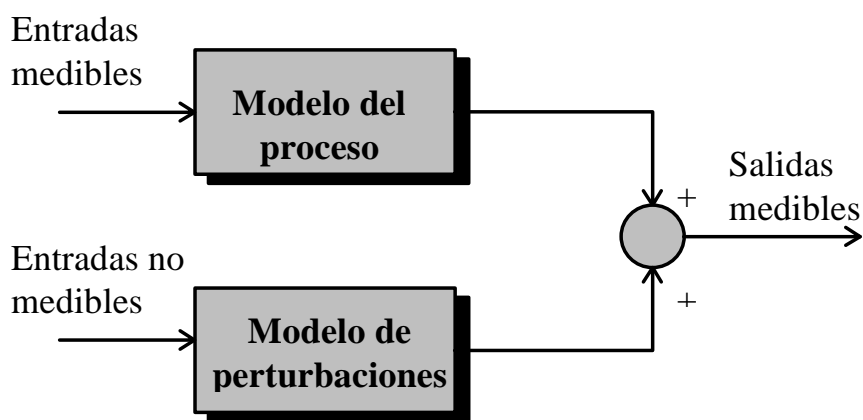 Entradas
medibles
Modelo del
proceso
+
Salidas
medibles
Entradas no
medibles
+
Modelo de
perturbaciones